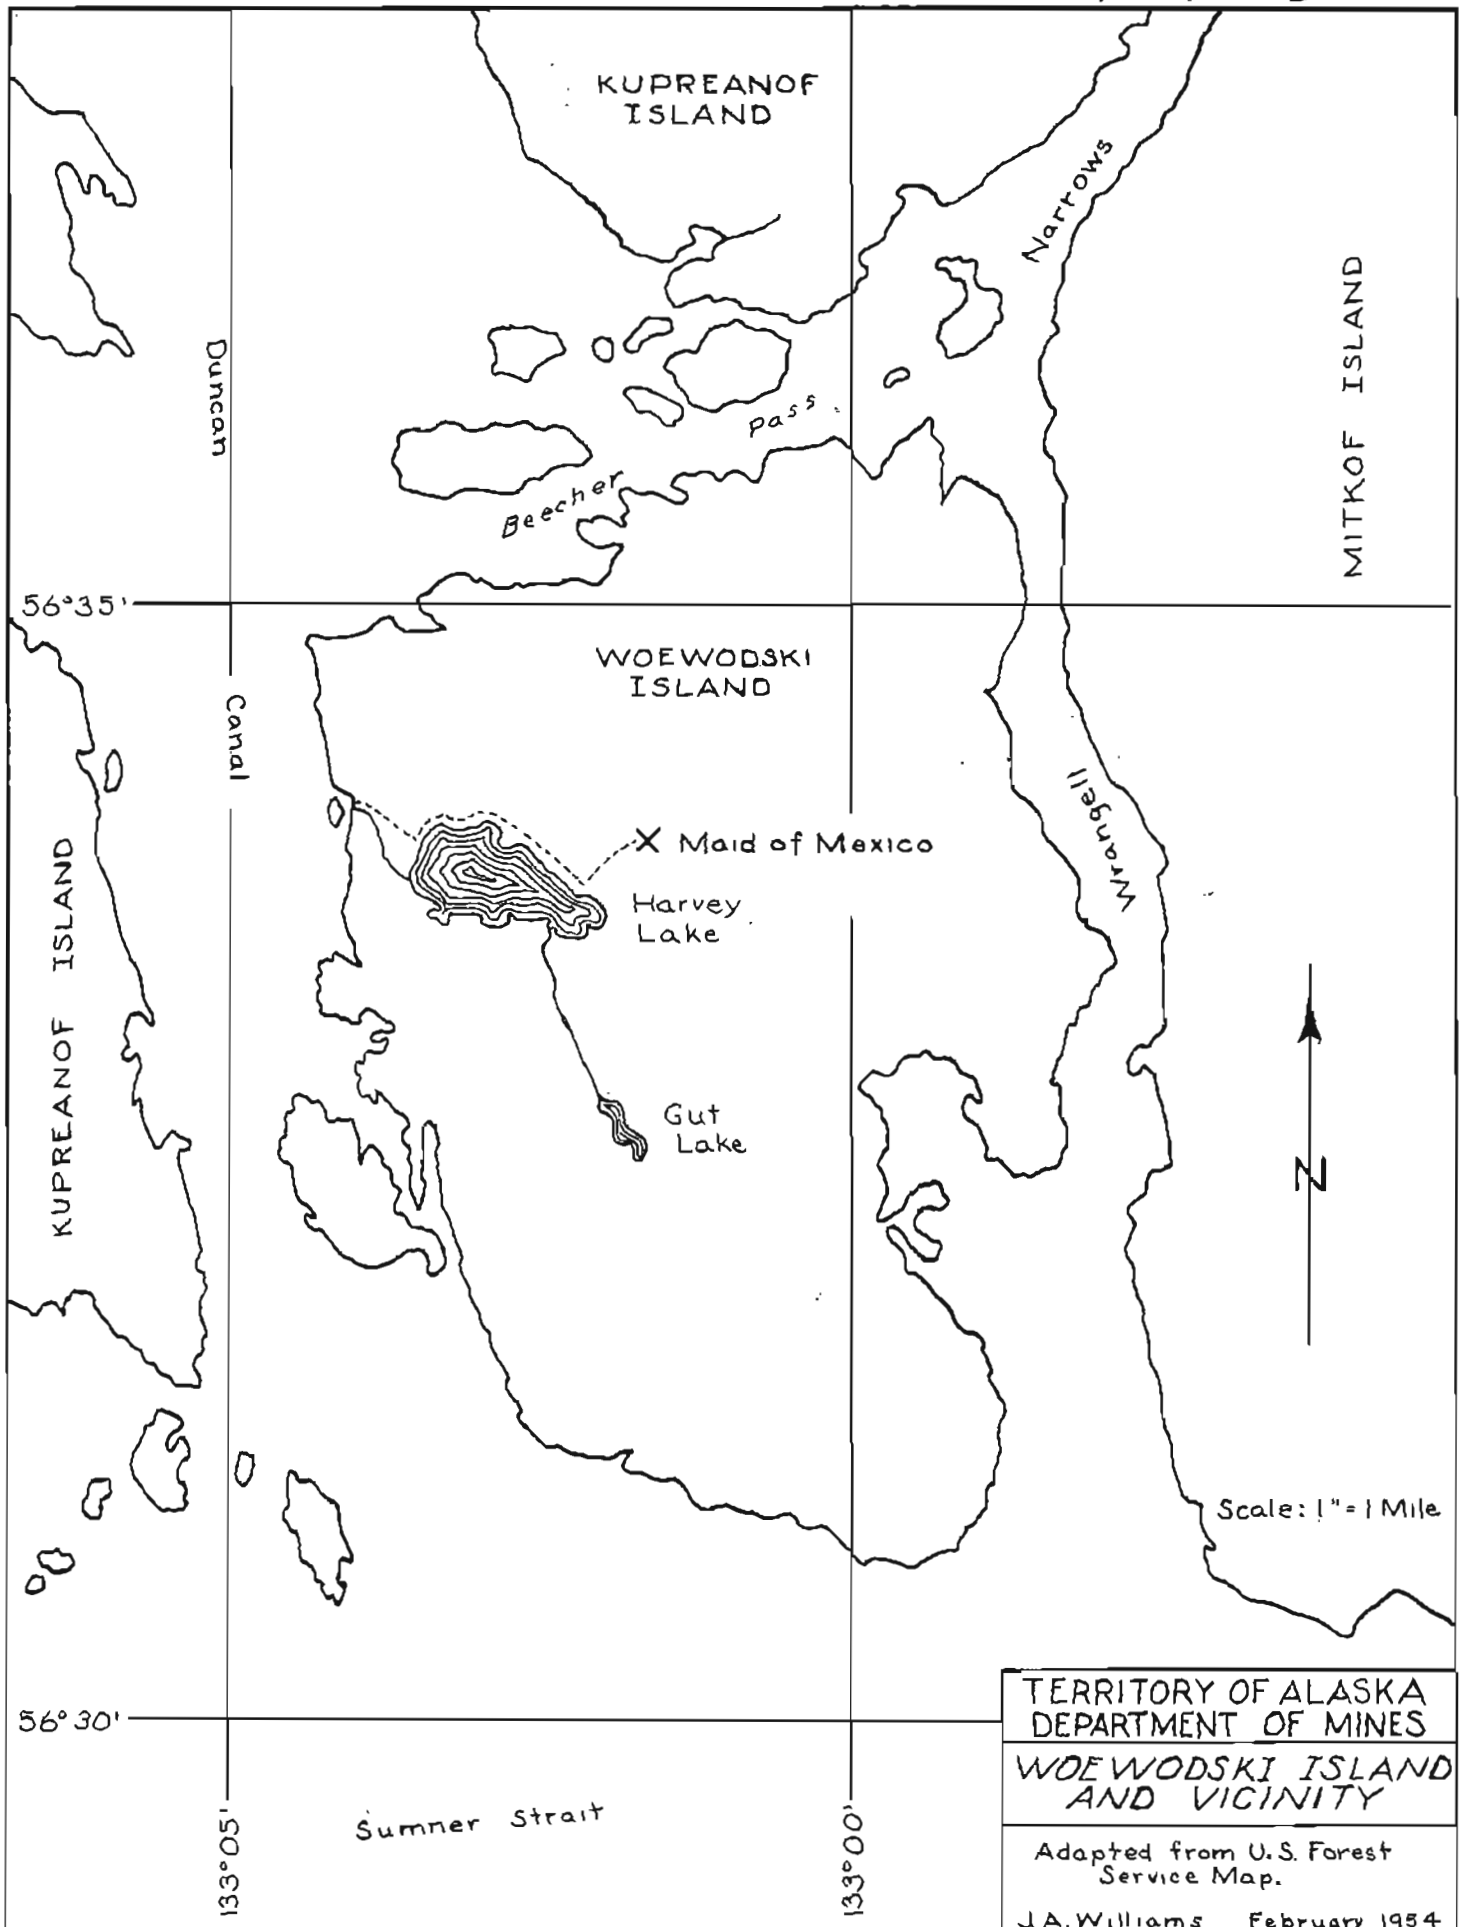 KUPREANOF
ISLAND
Narrows
MITKOF ISLAND
Duncan
Pass
Beecher
56°35'
WOEWODSKI
ISLAND
Canal
Wrangell
X Maid of Mexico
Harvey
Lake
KUPREANOF ISLAND
Gut
Lake
N
Scale: 1" = 1 Mile
56°30'
Sumner Strait
133°05'
133°00'
TERRITORY OF ALASKA
DEPARTMENT OF MINES
WOEWODSKI ISLAND
AND VICINITY
Adapted from U.S. Forest
Service Map.
J.A. Williams February 1954